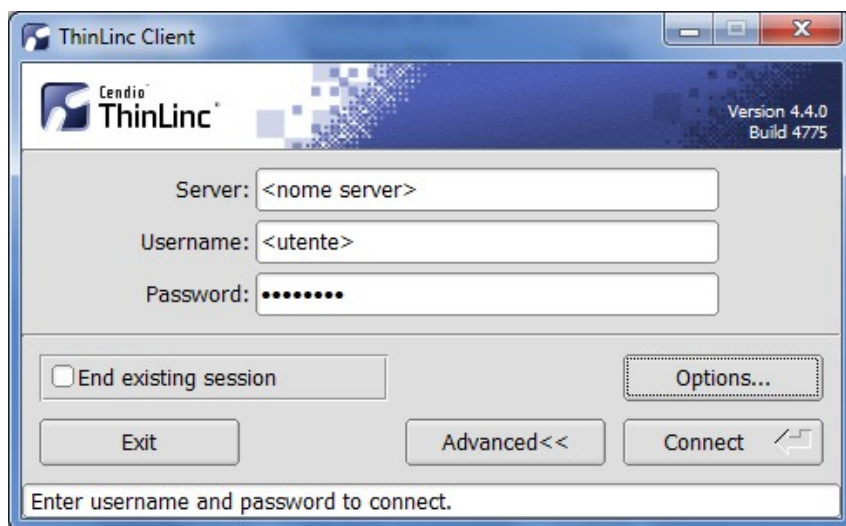 ThinLinc Client
Cendio
ThinLinc
Version 4.4.0
Build 4775
Server: <nome server>
Username: <utente>
Password: ••••••••
End existing session
Options...
Exit
Advanced<<
Connect
Enter username and password to connect.